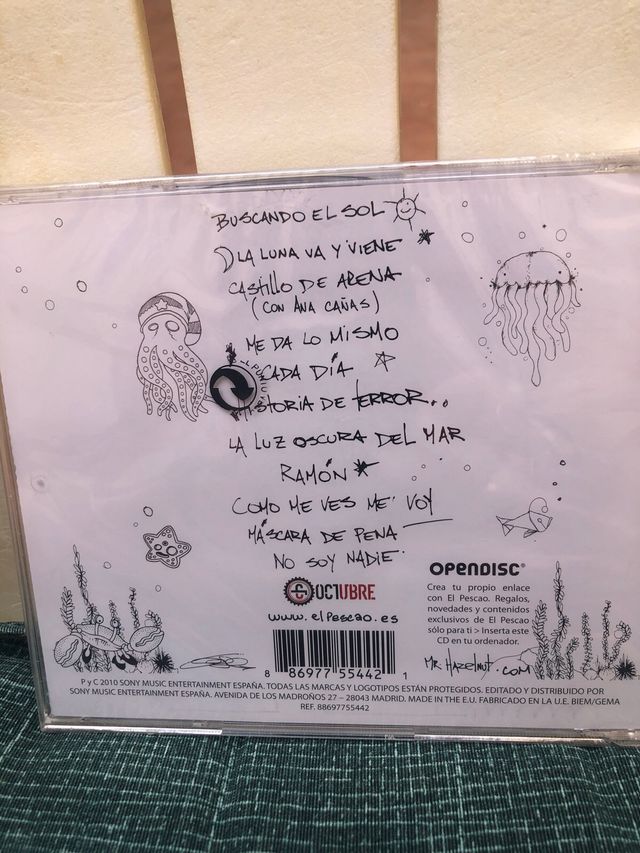 BUSCANDO EL SOL
LA LUNA VA Y VIENE
CASTILLO DE ARENA
(CON ANA CAÑAS)
ME DA LO MISMO
CADA DÍA
HISTORIA DE TERROR...
LA LUZ OSCURA DEL MAR
RAMÓN
COMO ME VES ME VOY
MÁSCARA DE PENA
NO SOY NADIE
OCTUBRE
www.elpescao.es
OPENDISC®
Crea tu propio enlace
con El Pescao. Regalos,
novedades y contenidos
exclusivos de El Pescao
sólo para ti > Inserta este
CD en tu ordenador.
MR HAZELNUT.COM
8 86977 55442 1
P y C 2010 SONY MUSIC ENTERTAINMENT ESPAÑA. TODAS LAS MARCAS Y LOGOTIPOS ESTÁN PROTEGIDOS. EDITADO Y DISTRIBUIDO POR
SONY MUSIC ENTERTAINMENT ESPAÑA. AVENIDA DE LOS MADROÑOS 27 – 28043 MADRID. MADE IN THE E.U. FABRICADO EN LA U.E. BIEM/GEMA
REF. 88697755442